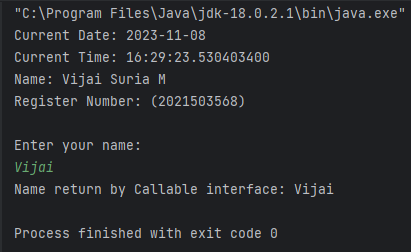 "C:\Program Files\Java\jdk-18.0.2.1\bin\java.exe"
Current Date: 2023-11-08
Current Time: 16:29:23.530403400
Name: Vijai Suria M
Register Number: (2021503568)
Enter your name:
Vijai
Name return by Callable interface: Vijai
Process finished with exit code 0